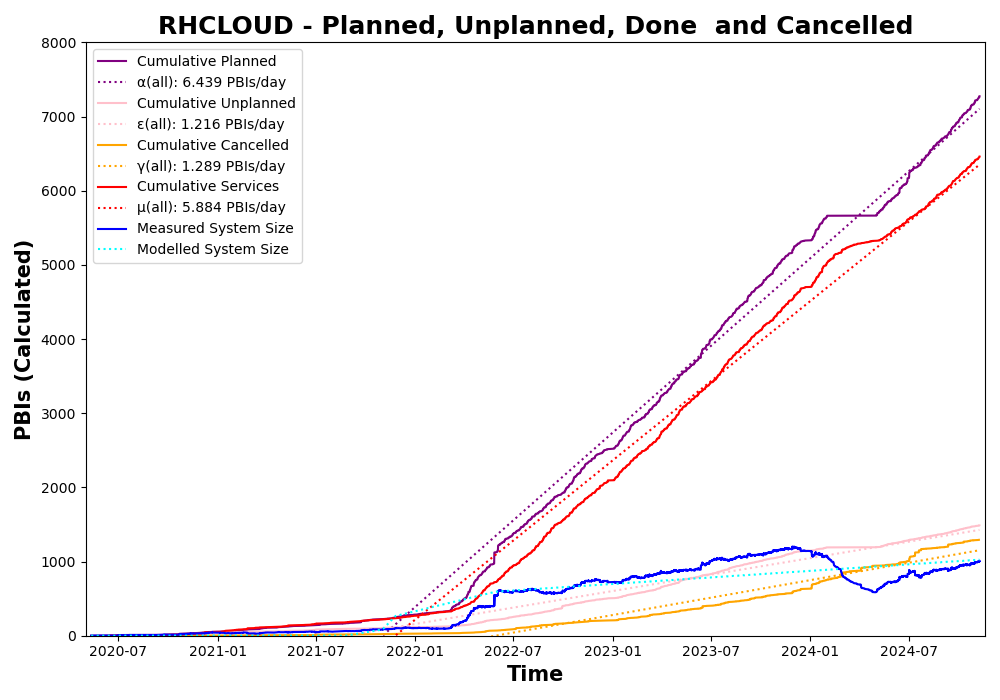 RHCLOUD - Planned, Unplanned, Done  and Cancelled
8000
7000
6000
5000
4000
3000
2000
1000
0
PBIs (Calculated)
Cumulative Planned
α(all): 6.439 PBIs/day
Cumulative Unplanned
ε(all): 1.216 PBIs/day
Cumulative Cancelled
γ(all): 1.289 PBIs/day
Cumulative Services
μ(all): 5.884 PBIs/day
Measured System Size
Modelled System Size
2020-07 2021-01 2021-07 2022-01 2022-07 2023-01 2023-07 2024-01 2024-07
Time